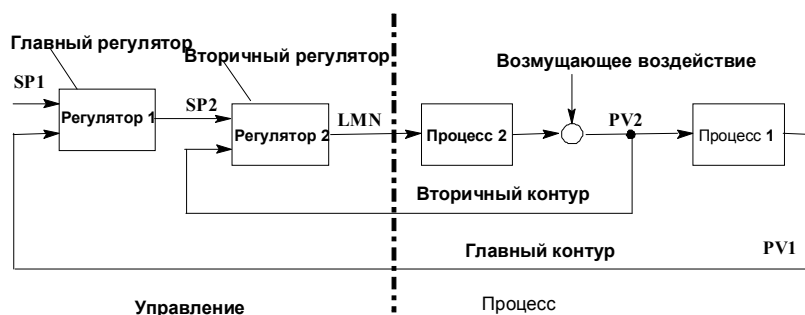 Главный регулятор
Вторичный регулятор
Возмущающее воздействие
SP1
SP2
LMN
PV2
Регулятор 1
Регулятор 2
Процесс 2
Процесс 1
Вторичный контур
Главный контур
PV1
Управление
Процесс